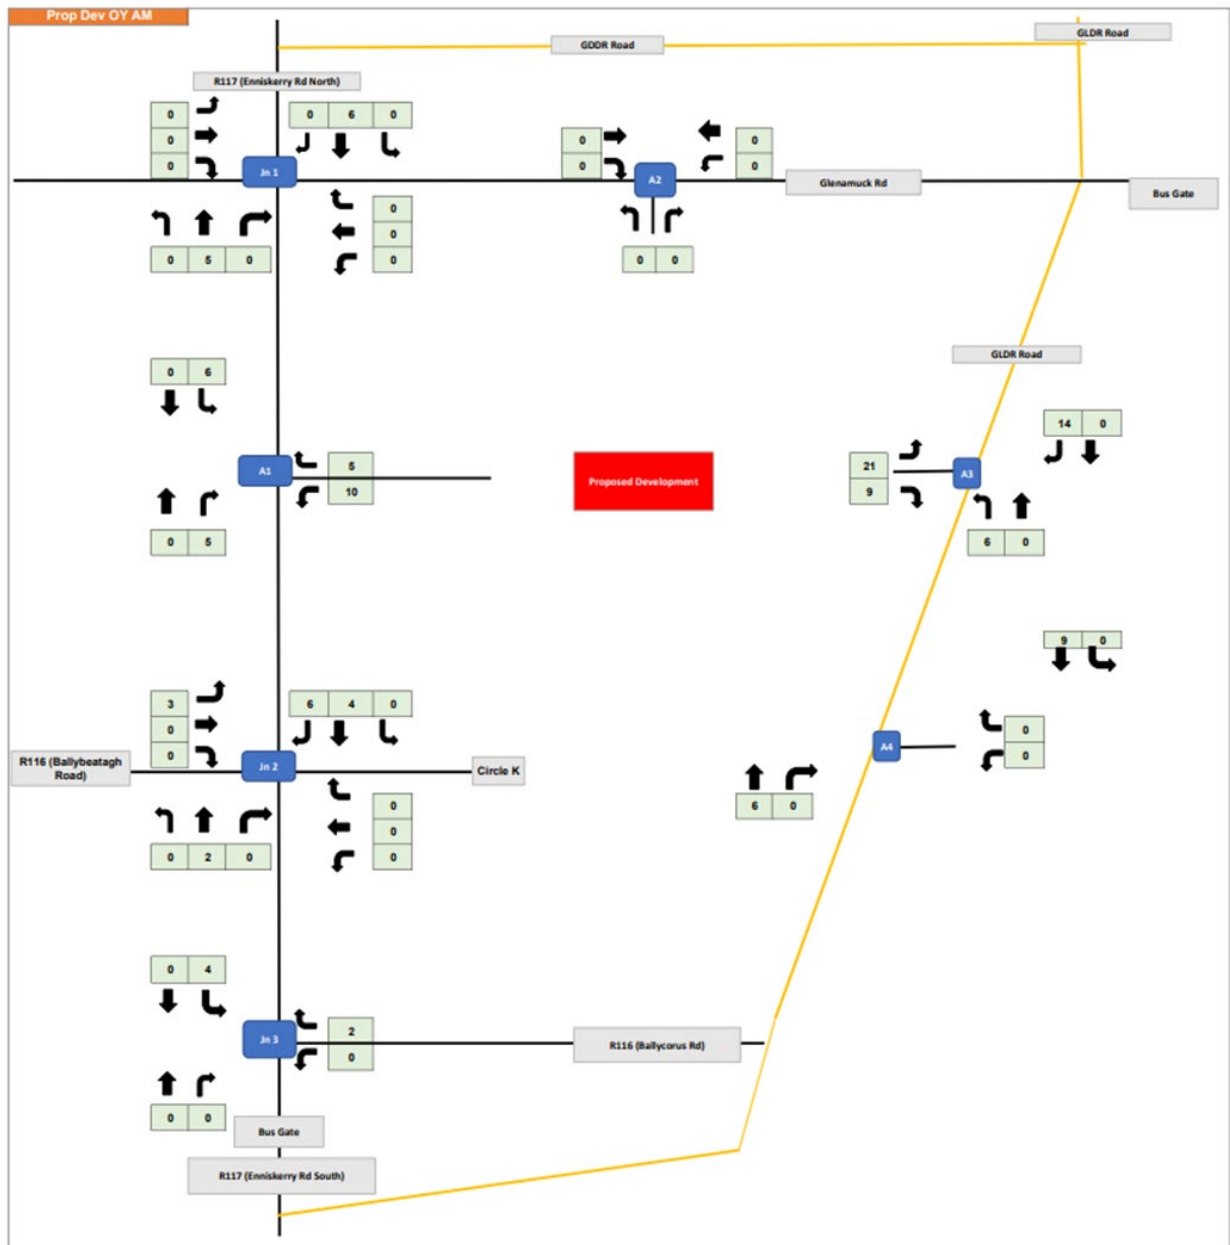 Prop Dev OY AM
GLDR Road
GDDR Road
R117 (Enniskerry Rd North)
0
0
0
0 6 0
Jn 1
0 5 0
0
0
0
0
0
A2
0
0
0 0
Glenamuck Rd
Bus Gate
GLDR Road
0 6
A1
5
10
0 5
Proposed Development
21
9
A3
14 0
6 0
9 0
3
0
0
6 4 0
R116 (Ballybeatagh
Road)
Jn 2
Circle K
0 2 0
0
0
0
A4
0
0
6 0
0 4
Jn 3
2
0
R116 (Ballycorus Rd)
0 0
Bus Gate
R117 (Enniskerry Rd South)